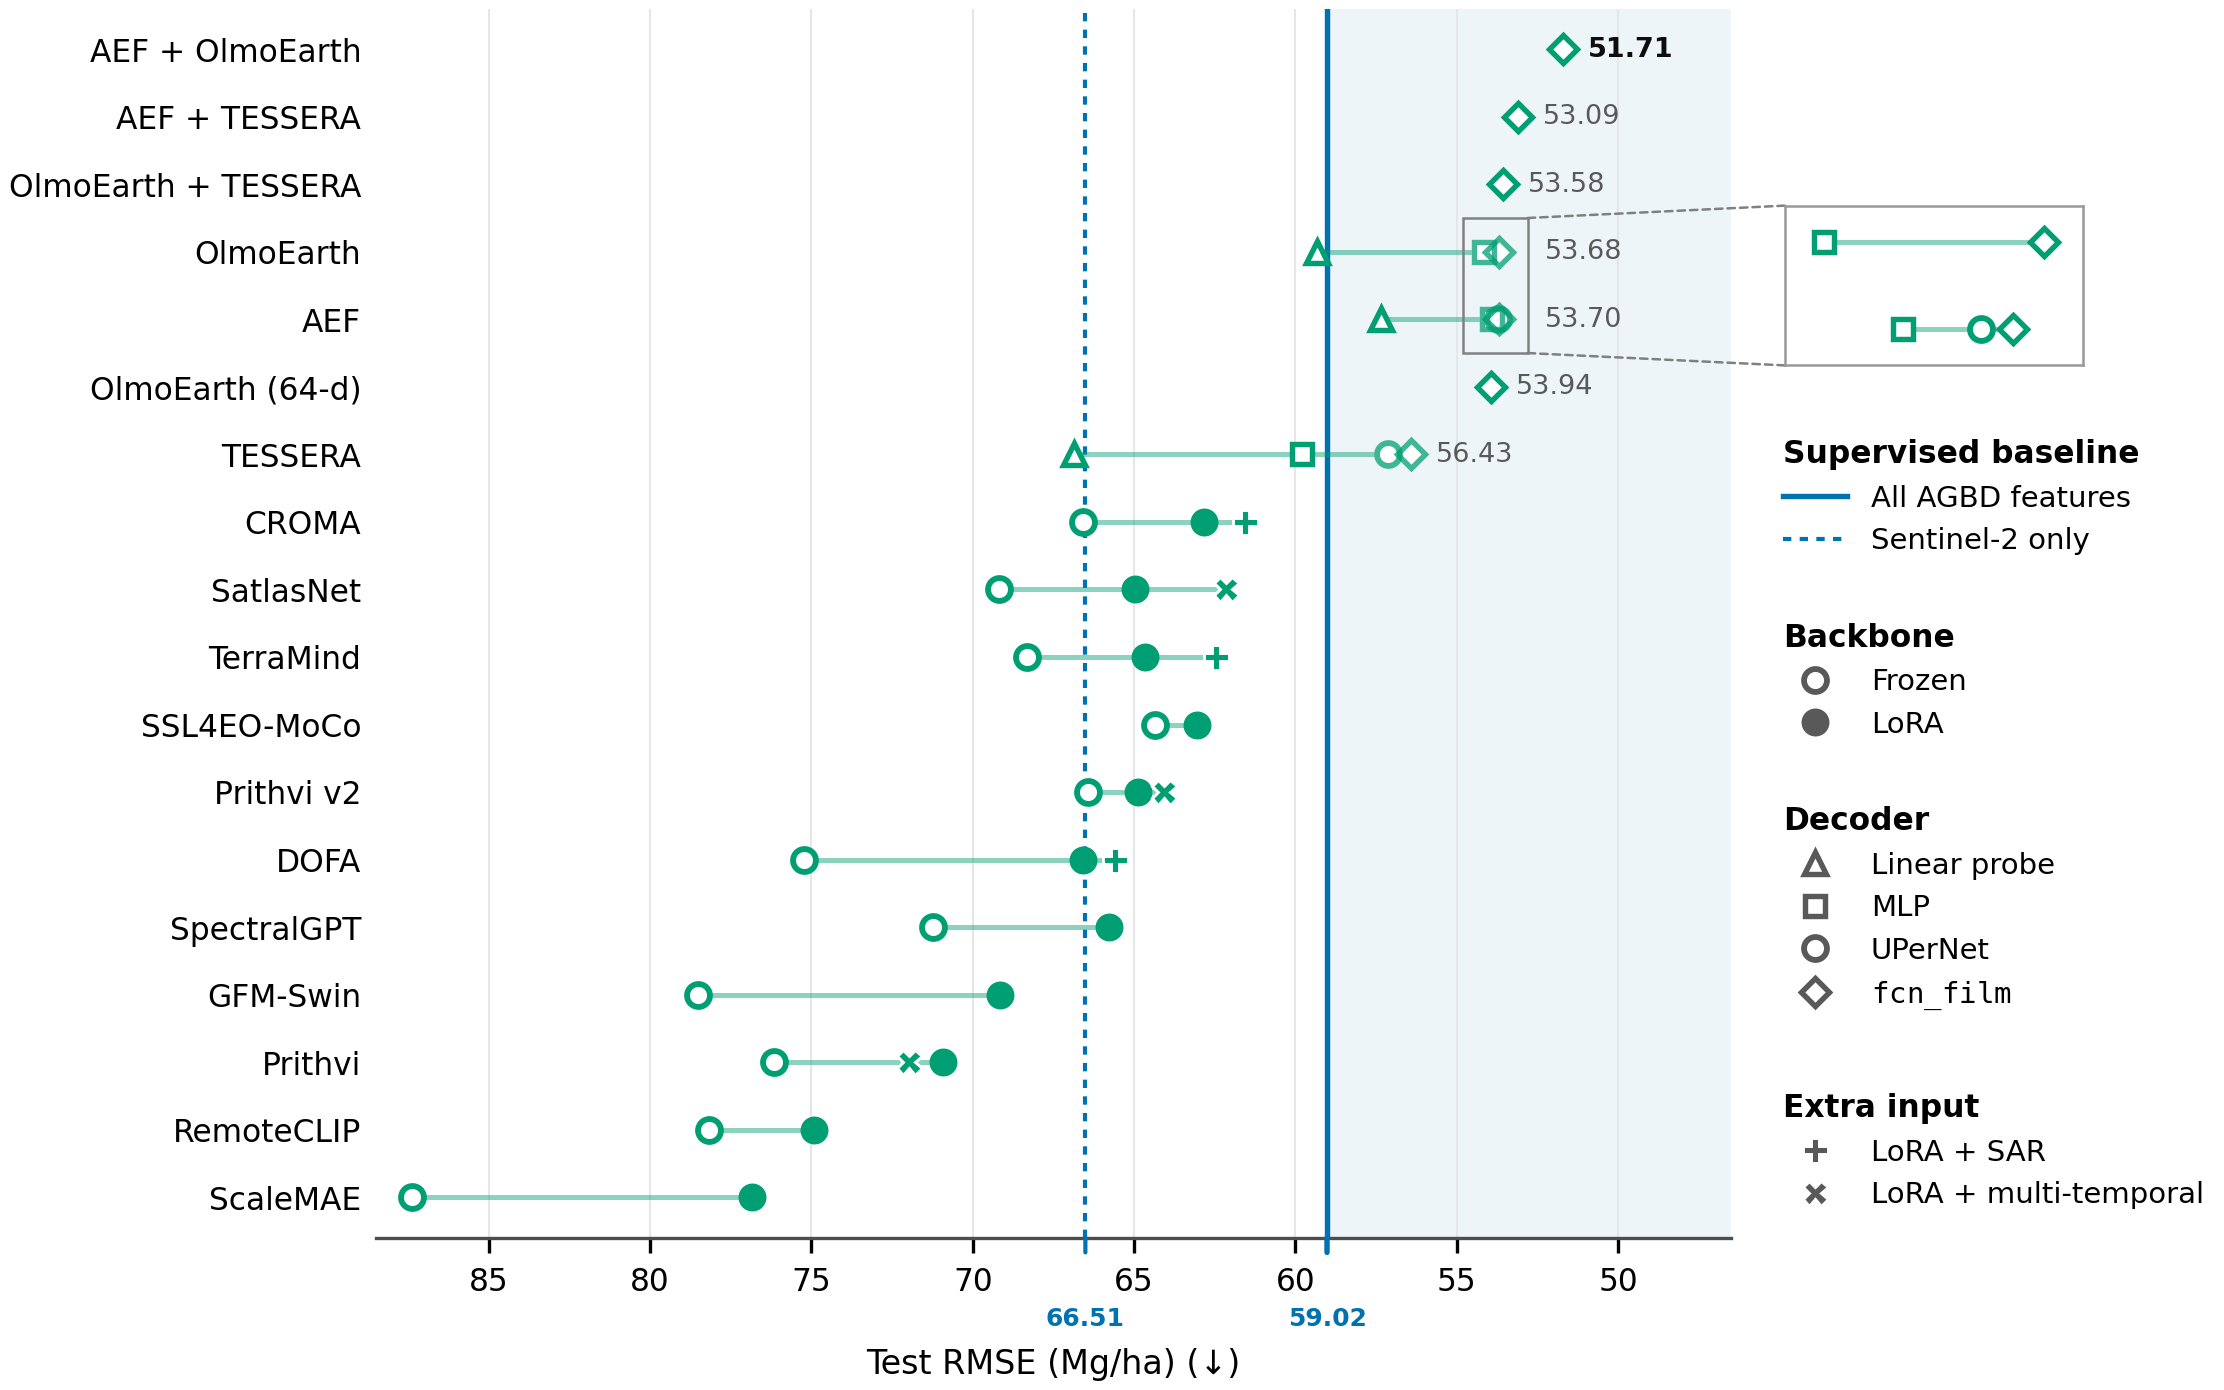 AEF + OlmoEarth
51.71
AEF + TESSERA
53.09
OlmoEarth + TESSERA
53.58
OlmoEarth
53.68
AEF
53.70
OlmoEarth (64-d)
53.94
TESSERA
56.43
CROMA
SatlasNet
TerraMind
SSL4EO-MoCo
Prithvi v2
DOFA
SpectralGPT
GFM-Swin
Prithvi
RemoteCLIP
ScaleMAE
85 80 75 70 65 60 55 50
66.51 59.02
Test RMSE (Mg/ha) (↓)
Supervised baseline
All AGBD features
Sentinel-2 only
Backbone
Frozen
LoRA
Decoder
Linear probe
MLP
UPerNet
fcn_film
Extra input
LoRA + SAR
LoRA + multi-temporal